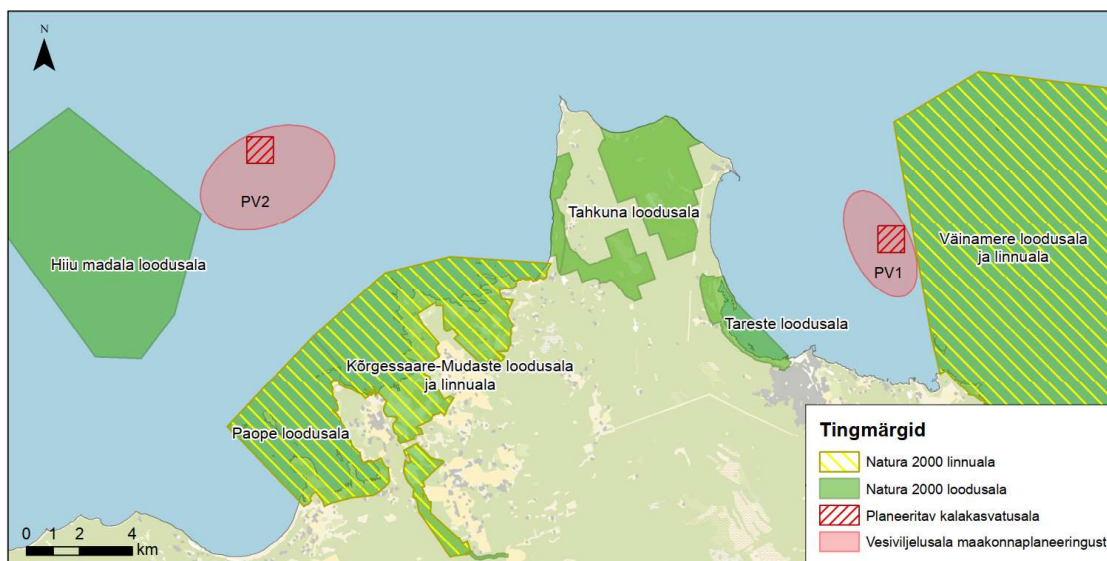 N
PV2
Tahkuna loodusala
Väinamere loodusala
ja linnuala
Hiiu madala loodusala
PV1
Tareste loodusala
Kõrgessaare-Mudaste loodusala
ja linnuala
Paope loodusala
Tingmärgid
Natura 2000 linnuala
Natura 2000 loodusala
Planeeritav kalakasvatusala
Vesiviljelusala maakonnaplaneeringust
0 1 2 4
km